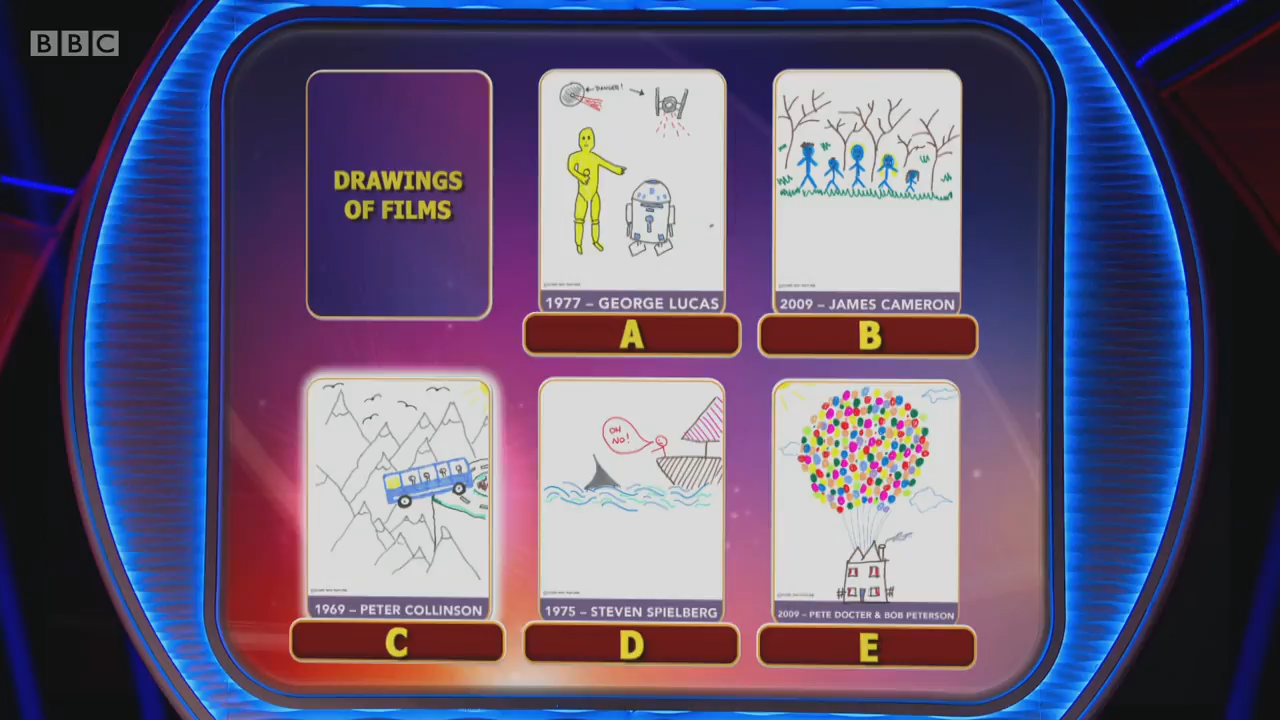 BBC
DRAWINGS
OF FILMS
DANGER!
1977 – GEORGE LUCAS
A
2009 – JAMES CAMERON
B
OH
NO!
1969 – PETER COLLINSON
C
1975 – STEVEN SPIELBERG
D
2009 – PETE DOCTER & BOB PETERSON
E